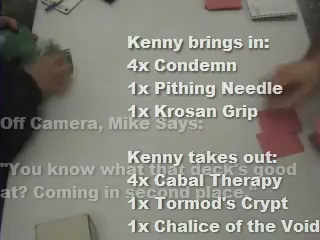 Kenny brings in:
4x Condemn
1x Pithing Needle
1x Krosan Grip
Off Camera, Mike Says:
"You know what that deck's good
at? Coming in second place."
Kenny takes out:
4x Cabal Therapy
1x Tormod's Crypt
1x Chalice of the Void